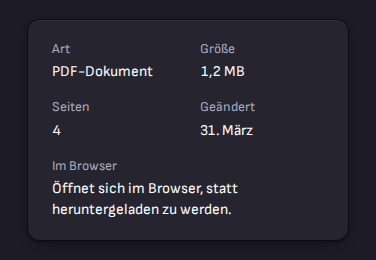 Art
PDF-Dokument
Größe
1,2 MB
Seiten
4
Geändert
31. März
Im Browser
Öffnet sich im Browser, statt
heruntergeladen zu werden.